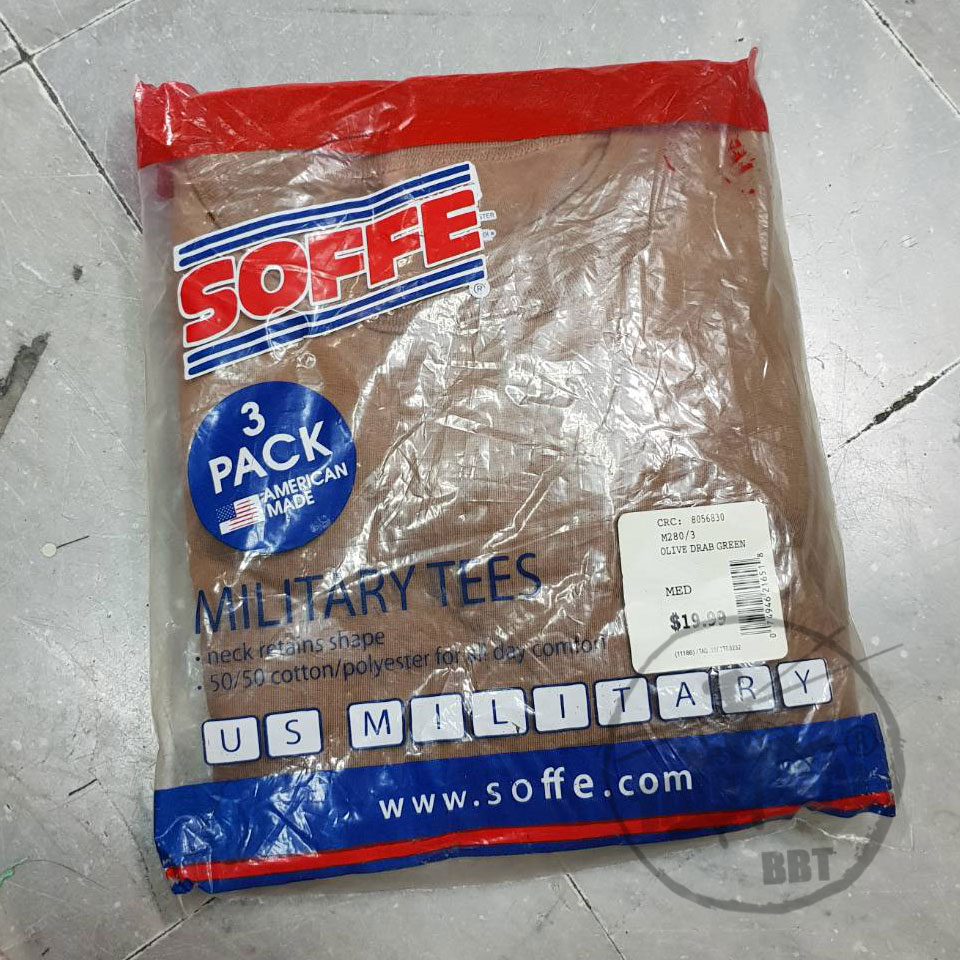 SOFFE
®
3
PACK
AMERICAN
MADE
CRC: 8056830
M280/3
OLIVE DRAB GREEN
MED
$19.99
MILITARY TEES
• neck retains shape
• 50/50 cotton/polyester for all day comfort
US MILITARY
www.soffe.com
BBT